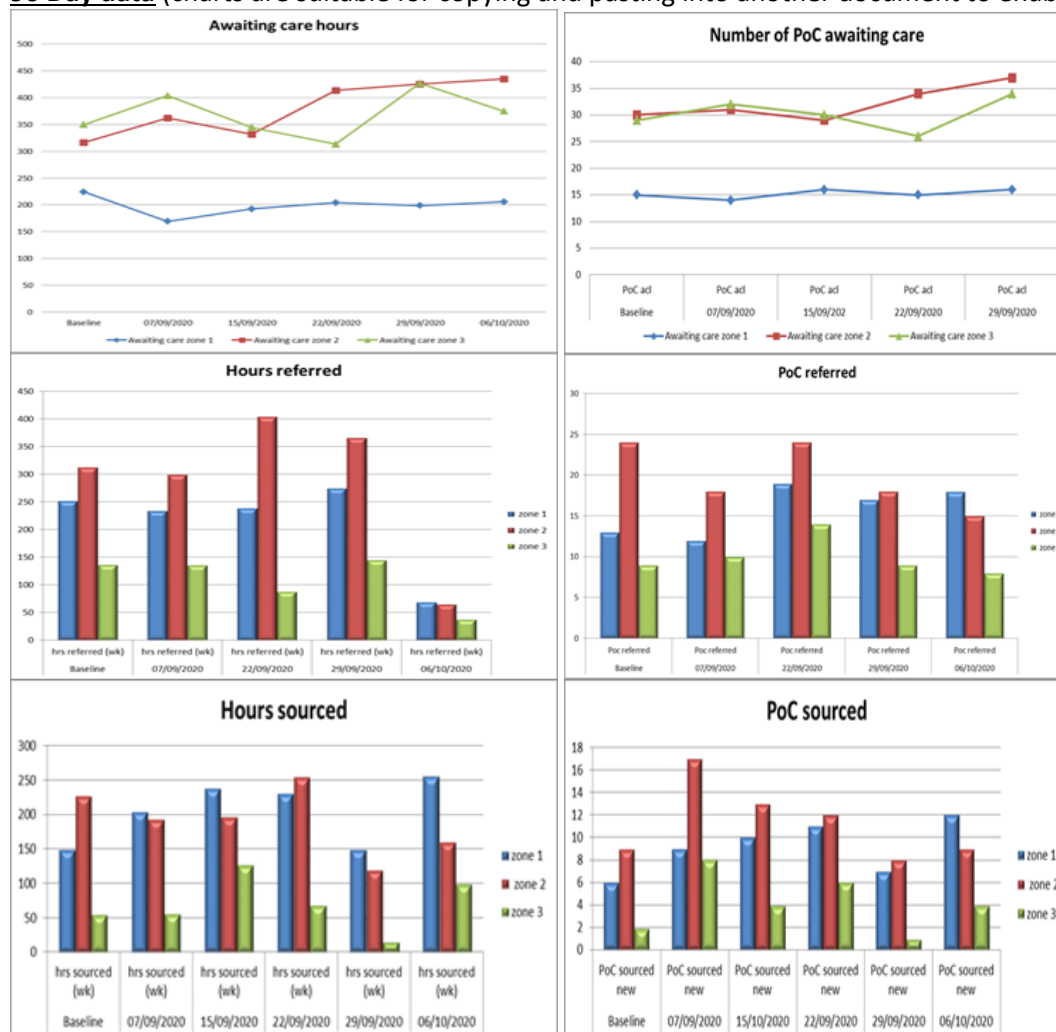 30 Day data (charts are suitable for copying and pasting into another document to enab
Awaiting care hours
500
450
400
350
300
250
200
150
100
50
0
Baseline 07/09/2020 15/09/2020 22/09/2020 29/09/2020 06/10/2020
Awaiting care zone 1 Awaiting care zone 2 Awaiting care zone 3
Number of PoC awaiting care
40
35
30
25
20
15
10
5
0
PoC acl PoC acl PoC acl PoC acl PoC acl
Baseline 07/09/2020 15/09/202 22/09/2020 29/09/2020
Awaiting care zone 1 Awaiting care zone 2 Awaiting care zone 3
Hours referred
450
400
350
300
250
200
150
100
50
0
zone 1
zone 2
zone 3
hrs referred (wk) hrs referred (wk) hrs referred (wk) hrs referred (wk) hrs referred (wk)
Baseline 07/09/2020 22/09/2020 29/09/2020 06/10/2020
PoC referred
30
25
20
15
10
5
0
zone
zone
zone
Poc referred Poc referred Poc referred Poc referred Poc referred
Baseline 07/09/2020 22/09/2020 29/09/2020 06/10/2020
Hours sourced
300
250
200
150
100
50
0
zone 1
zone 2
zone 3
hrs sourced hrs sourced hrs sourced hrs sourced hrs sourced hrs sourced
(wk) (wk) (wk) (wk) (wk) (wk)
Baseline 07/09/2020 15/09/2020 22/09/2020 29/09/2020 06/10/2020
PoC sourced
18
16
14
12
10
8
6
4
2
0
zone 1
zone 2
zone 3
PoC sourced PoC sourced PoC sourced PoC sourced PoC sourced PoC sourced
new new new new new new
Baseline 07/09/2020 15/10/2020 22/09/2020 29/09/2020 06/10/2020